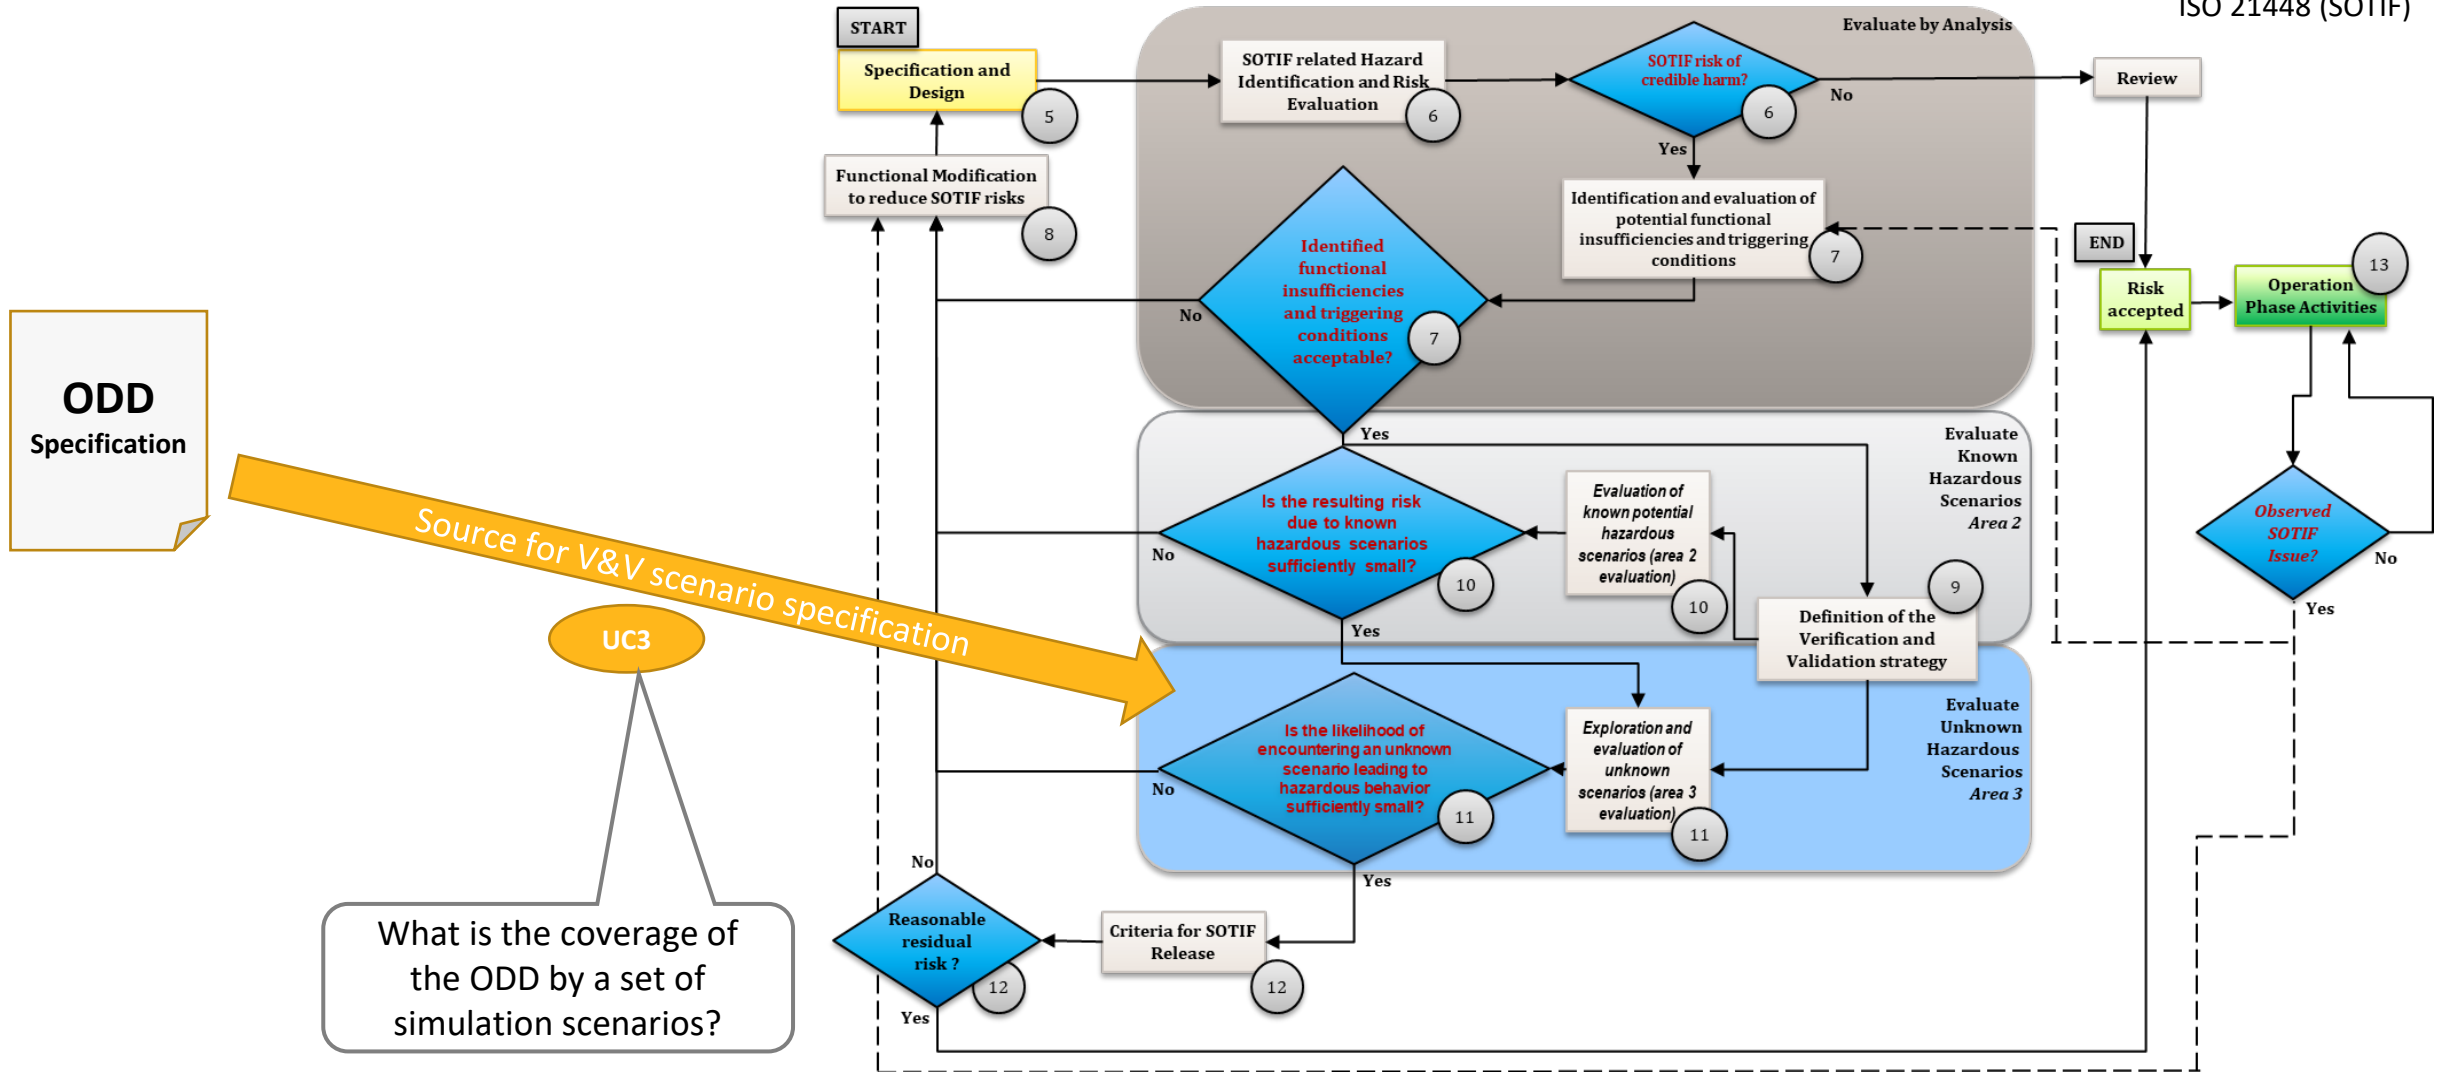 ISO 21448 (SOTIF)
START
Specification and
Design
5
Functional Modification
to reduce SOTIF risks
8
Evaluate by Analysis
SOTIF related Hazard
Identification and Risk
Evaluation
6
SOTIF risk of
credible harm?
6
No
Yes
Review
Identification and evaluation of
potential functional
insufficiencies and triggering
conditions
7
Identified
functional
insufficiencies
and triggering
conditions
acceptable?
7
No
Yes
END
Risk
accepted
Operation
Phase Activities
13
Observed
SOTIF
Issue?
No
Yes
ODD
Specification
Source for V&V scenario specification
UC3
What is the coverage of
the ODD by a set of
simulation scenarios?
Evaluate
Known
Hazardous
Scenarios
Area 2
Is the resulting risk
due to known
hazardous scenarios
sufficiently small?
10
No
Yes
Evaluation of
known potential
hazardous
scenarios (area 2
evaluation)
10
9
Definition of the
Verification and
Validation strategy
Evaluate
Unknown
Hazardous
Scenarios
Area 3
Is the likelihood of
encountering an unknown
scenario leading to
hazardous behavior
sufficiently small?
11
No
Yes
Exploration and
evaluation of
unknown
scenarios (area 3
evaluation)
11
Criteria for SOTIF
Release
12
No
Reasonable
residual
risk ?
12
Yes